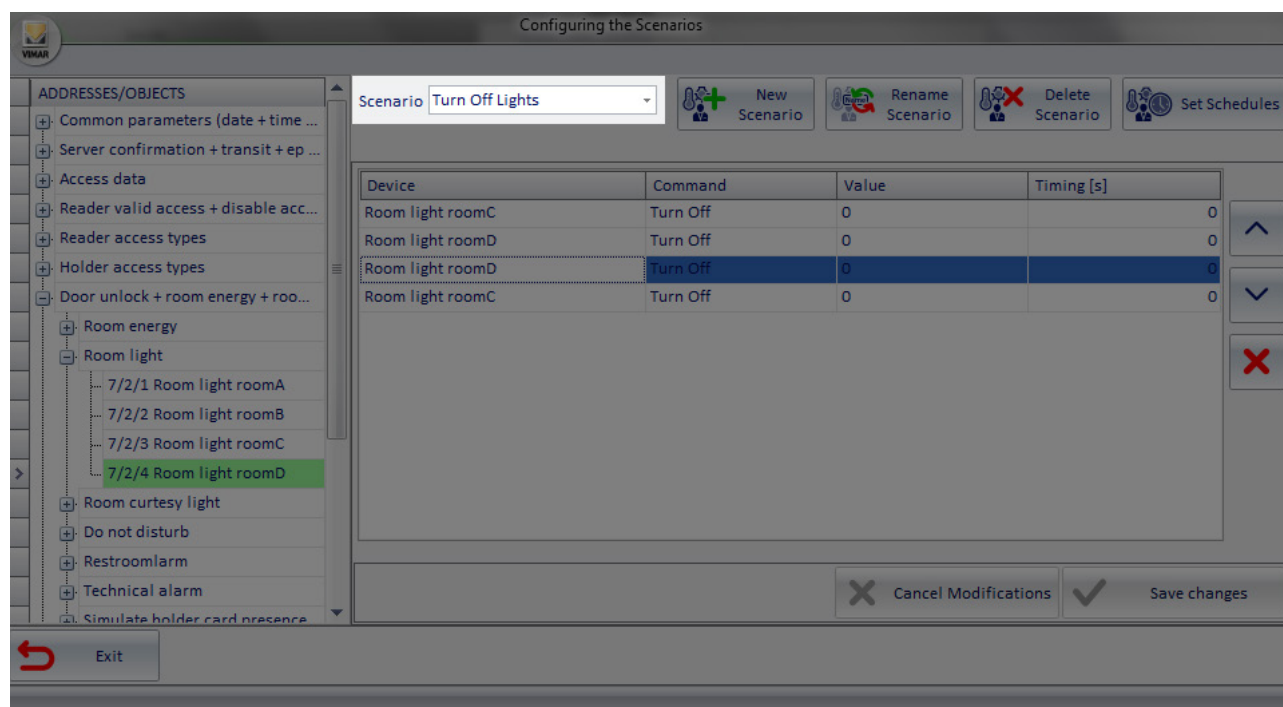 Configuring the Scenarios
VIMAR
ADDRESSES/OBJECTS
Common parameters (date + time ...
Server confirmation + transit + ep ...
Access data
Reader valid access + disable acc...
Reader access types
Holder access types
Door unlock + room energy + roo...
Room energy
Room light
7/2/1 Room light roomA
7/2/2 Room light roomB
7/2/3 Room light roomC
7/2/4 Room light roomD
Room curtesy light
Do not disturb
Restroomlarm
Technical alarm
Simulate holder card presence
Scenario Turn Off Lights
New
Scenario
Rename
Scenario
Delete
Scenario
Set Schedules
Device Command Value Timing [s]
Room light roomC Turn Off 0 0
Room light roomD Turn Off 0 0
Room light roomD Turn Off 0 0
Room light roomC Turn Off 0 0
Cancel Modifications
Save changes
Exit